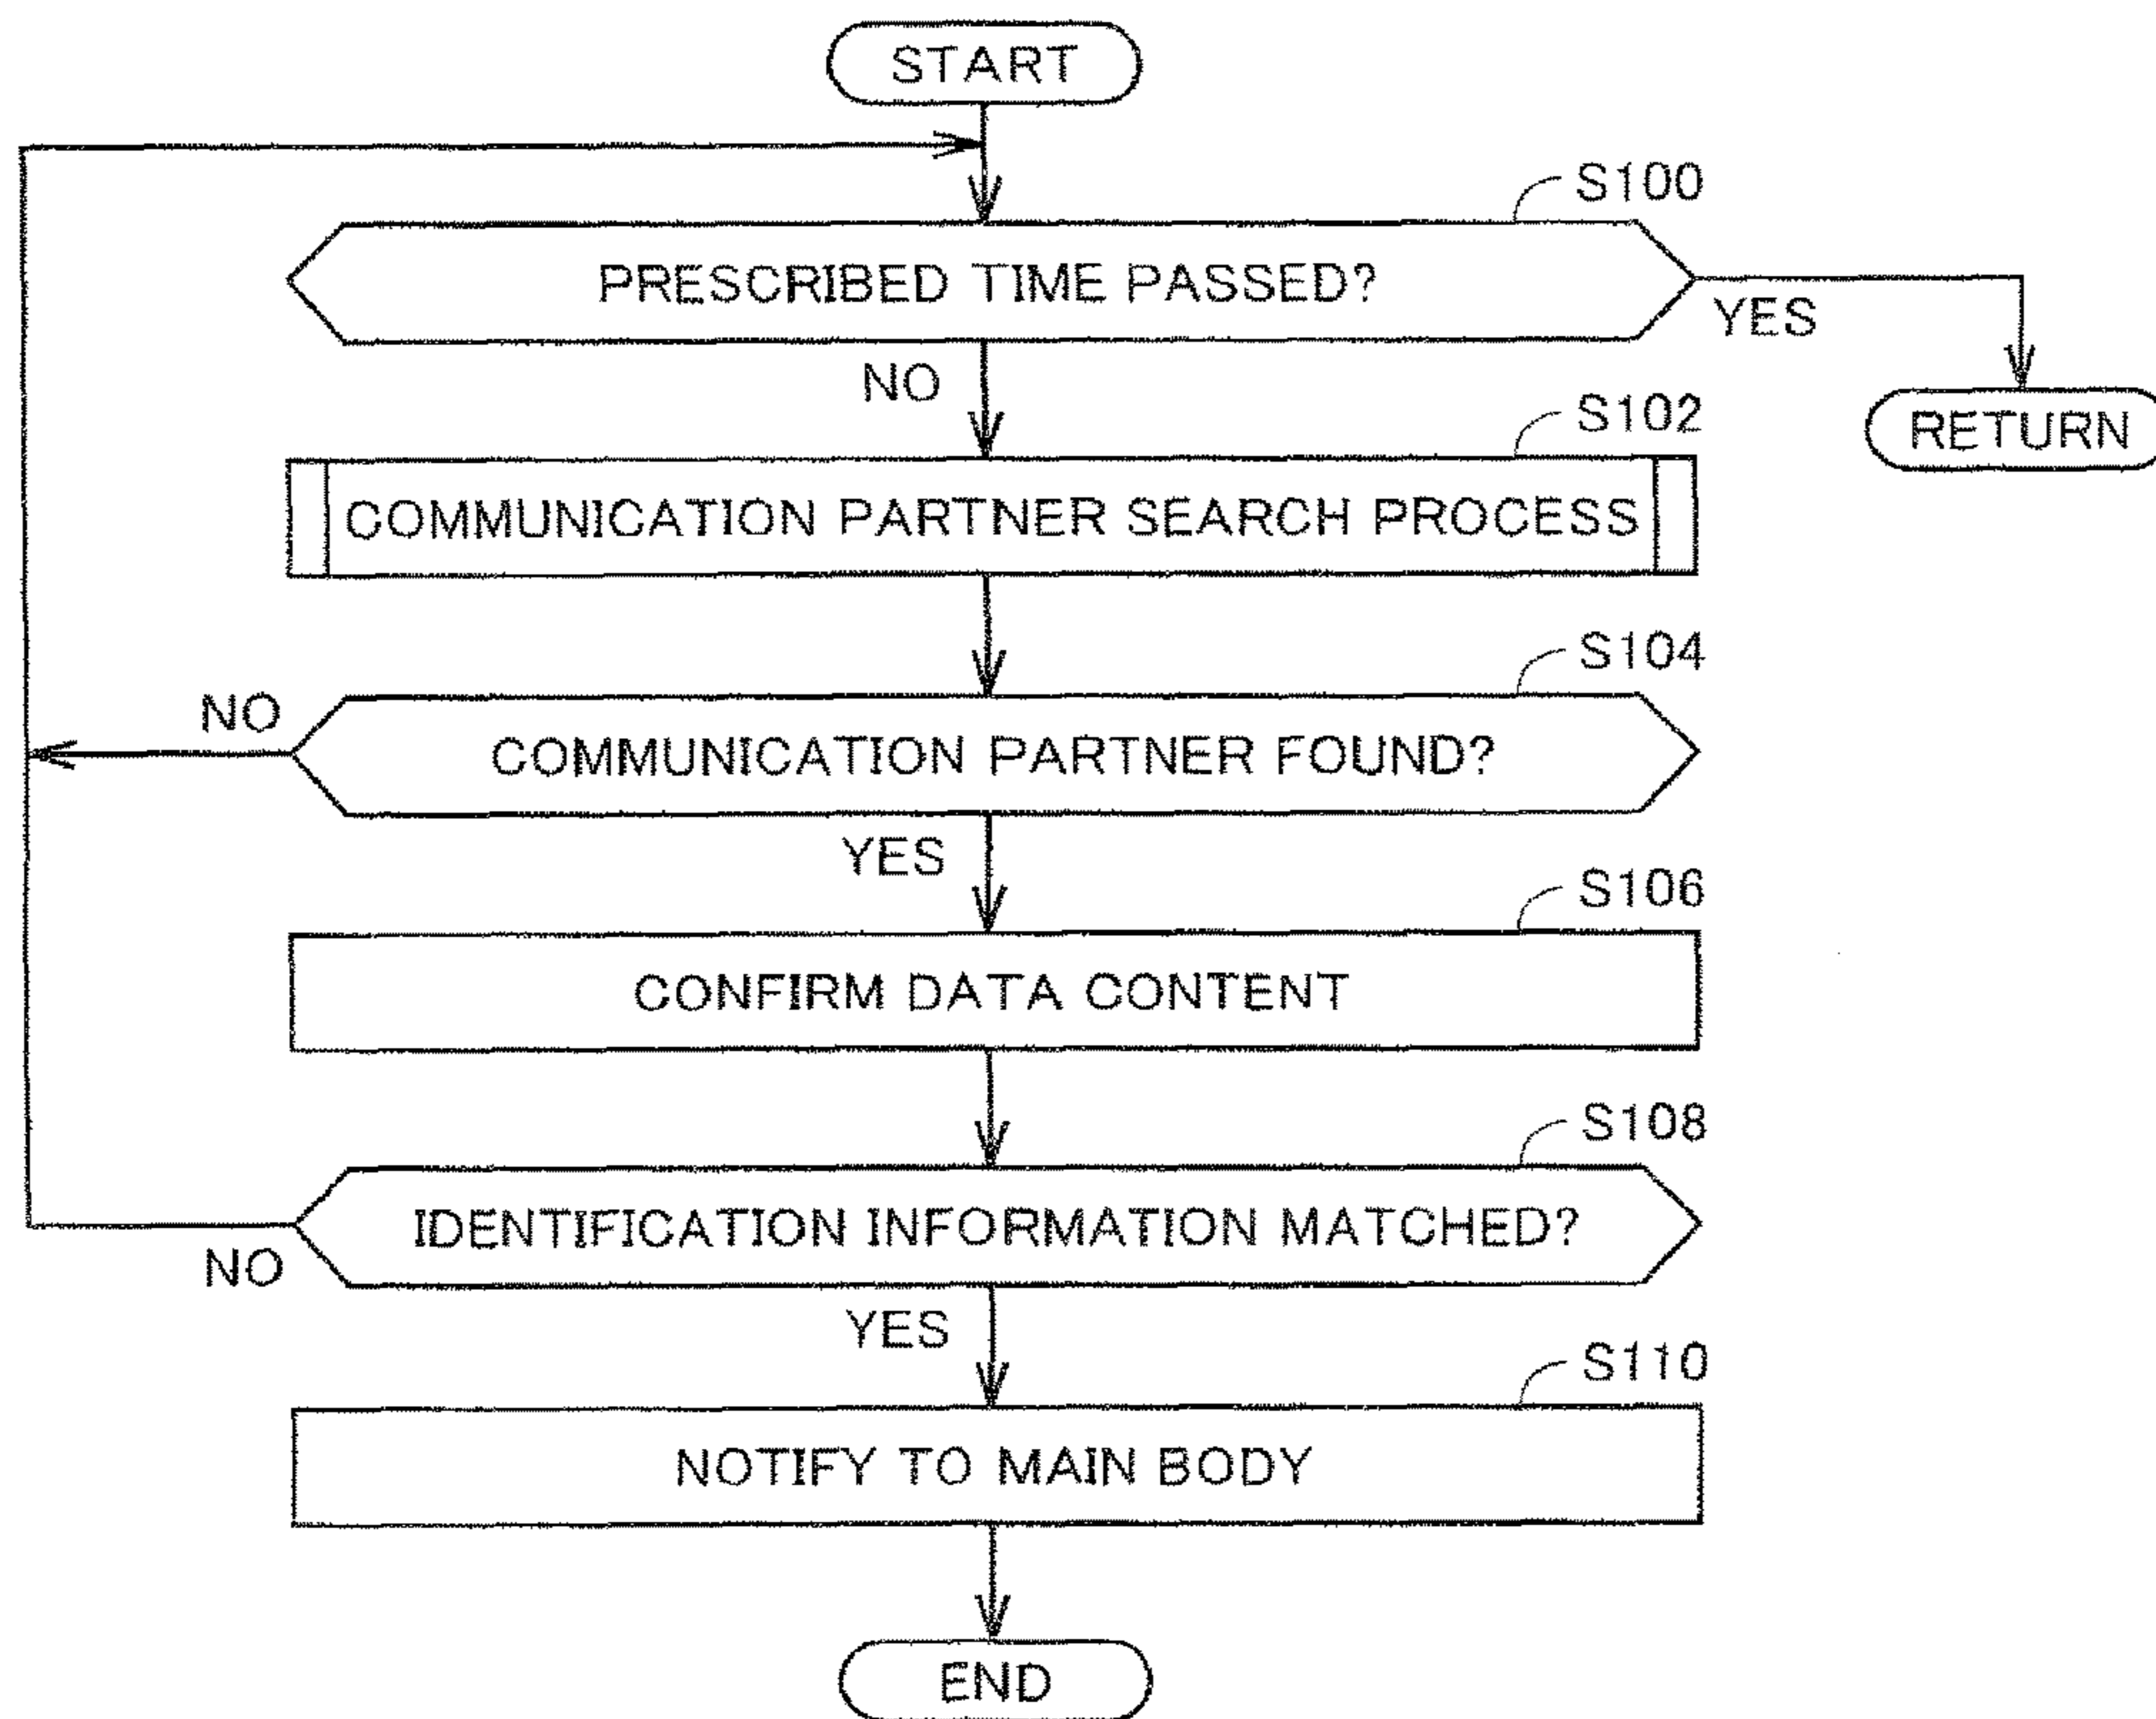 START
S100
PRESCRIBED TIME PASSED?
YES
NO
RETURN
S102
COMMUNICATION PARTNER SEARCH PROCESS
S104
NO
COMMUNICATION PARTNER FOUND?
YES
S106
CONFIRM DATA CONTENT
S108
IDENTIFICATION INFORMATION MATCHED?
NO
YES
S110
NOTIFY TO MAIN BODY
END